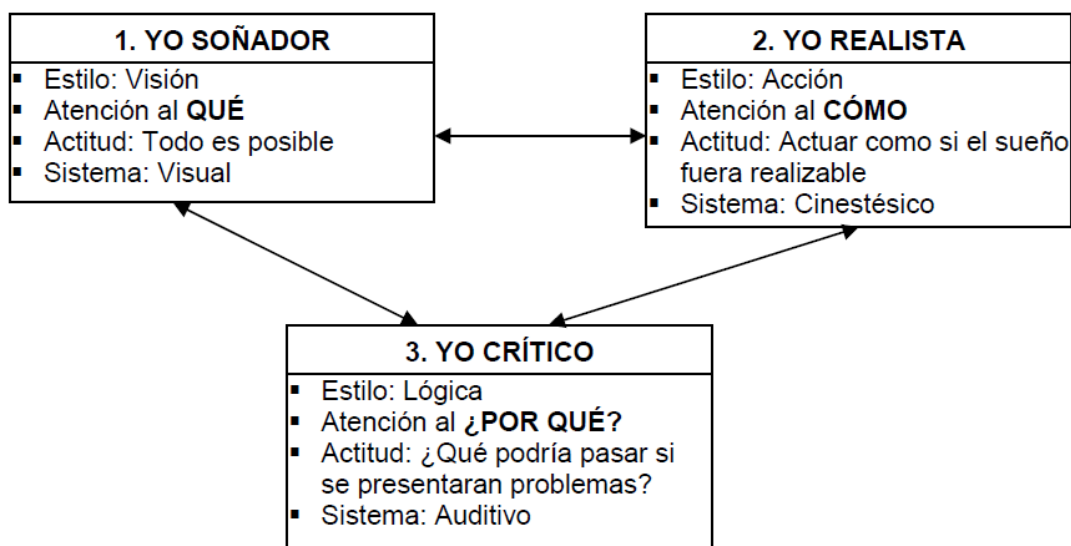 1. YO SOÑADOR
▪ Estilo: Visión
▪ Atención al QUÉ
▪ Actitud: Todo es posible
▪ Sistema: Visual
2. YO REALISTA
▪ Estilo: Acción
▪ Atención al CÓMO
▪ Actitud: Actuar como si el sueño
fuera realizable
▪ Sistema: Cinestésico
3. YO CRÍTICO
▪ Estilo: Lógica
▪ Atención al ¿POR QUÉ?
▪ Actitud: ¿Qué podría pasar si
se presentaran problemas?
▪ Sistema: Auditivo